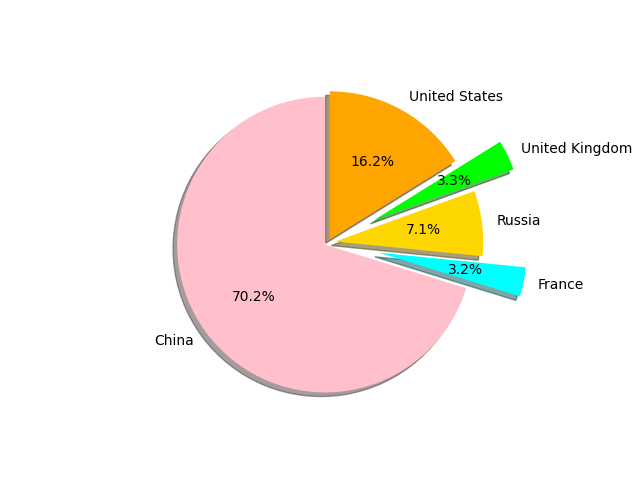 United States
16.2%
United Kingdom
3.3%
Russia
7.1%
3.2%
France
70.2%
China